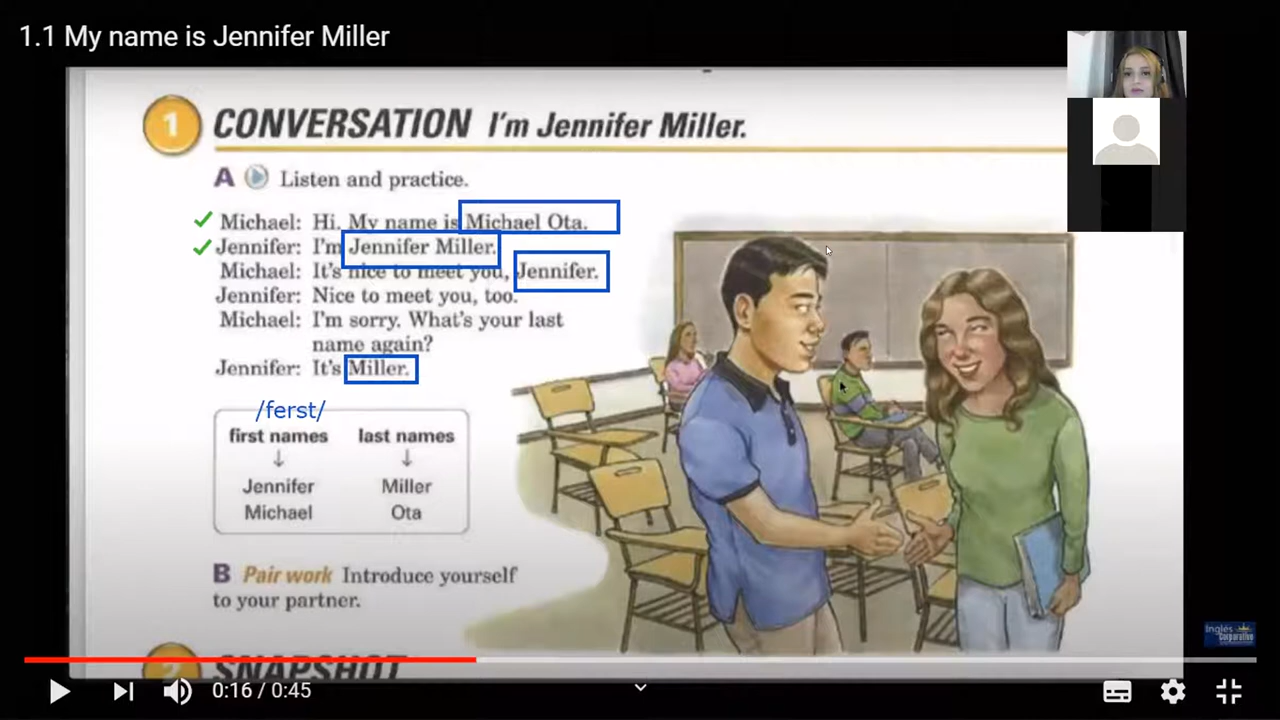 1.1 My name is Jennifer Miller
1 CONVERSATION I'm Jennifer Miller.
A Listen and practice.
Michael: Hi. My name is Michael Ota.
Jennifer: I'm Jennifer Miller.
Michael: It's nice to meet you, Jennifer.
Jennifer: Nice to meet you, too.
Michael: I'm sorry. What's your last
name again?
Jennifer: It's Miller.
/ferst/
first names last names
Jennifer Miller
Michael Ota
B Pair work Introduce yourself
to your partner.
2 SNAPSHOT
Inglés
Corporativo
0:16 / 0:45